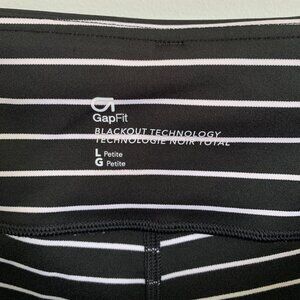 GapFit
BLACKOUT TECHNOLOGY
TECHNOLOGIE NOIR TOTAL
L Petite
G Petite